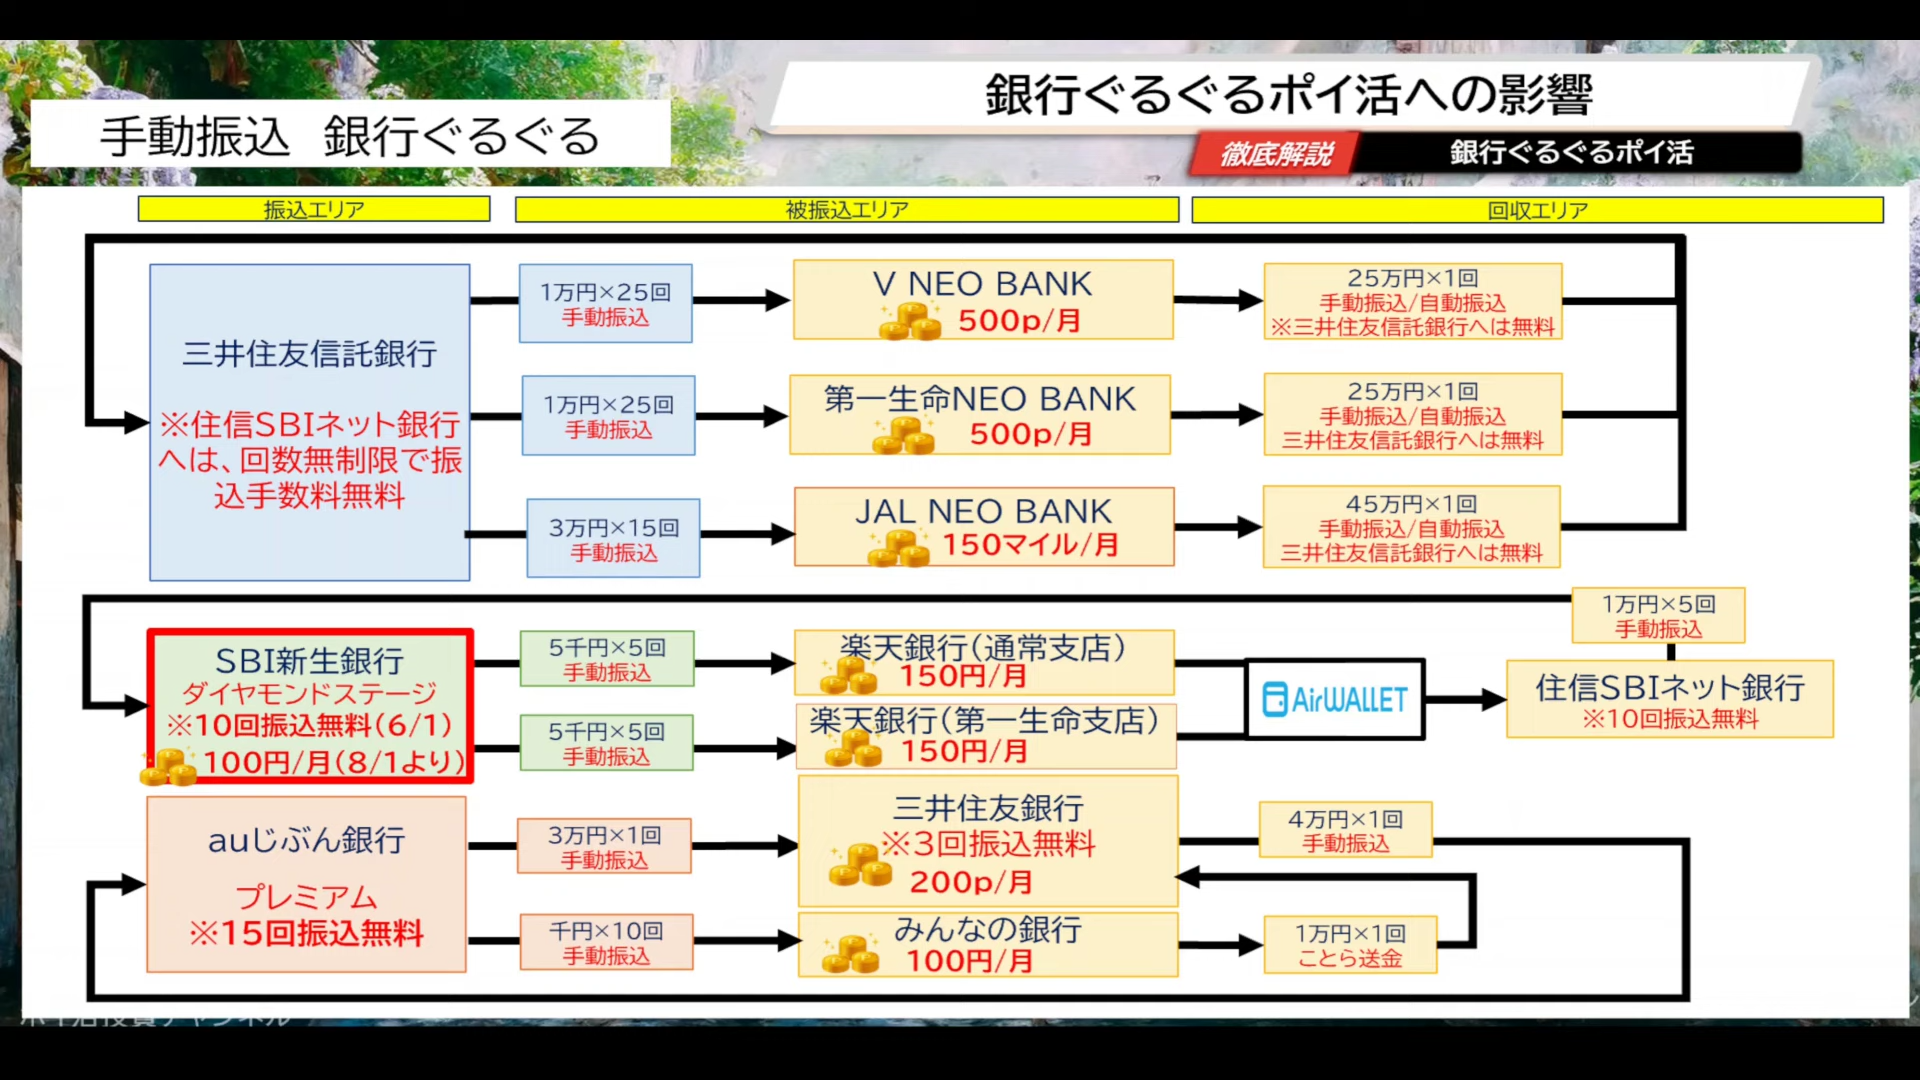 銀行ぐるぐるポイ活への影響
手動振込 銀行ぐるぐる
徹底解説
銀行ぐるぐるポイ活
振込エリア
被振込エリア
回収エリア
三井住友信託銀行
※住信SBIネット銀行
へは、回数無制限で振
込手数料無料
1万円×25回
手動振込
V NEO BANK
500p/月
25万円×1回
手動振込/自動振込
※三井住友信託銀行へは無料
1万円×25回
手動振込
第一生命NEO BANK
500p/月
25万円×1回
手動振込/自動振込
三井住友信託銀行へは無料
3万円×15回
手動振込
JAL NEO BANK
150マイル/月
45万円×1回
手動振込/自動振込
三井住友信託銀行へは無料
1万円×5回
手動振込
SBI新生銀行
ダイヤモンドステージ
※10回振込無料(6/1)
100円/月(8/1より)
5千円×5回
手動振込
楽天銀行(通常支店)
150円/月
5千円×5回
手動振込
楽天銀行(第一生命支店)
150円/月
AirWALLET
住信SBIネット銀行
※10回振込無料
auじぶん銀行
プレミアム
※15回振込無料
3万円×1回
手動振込
三井住友銀行
※3回振込無料
200p/月
4万円×1回
手動振込
千円×10回
手動振込
みんなの銀行
100円/月
1万円×1回
ことら送金
ポイ活投資チャンネル